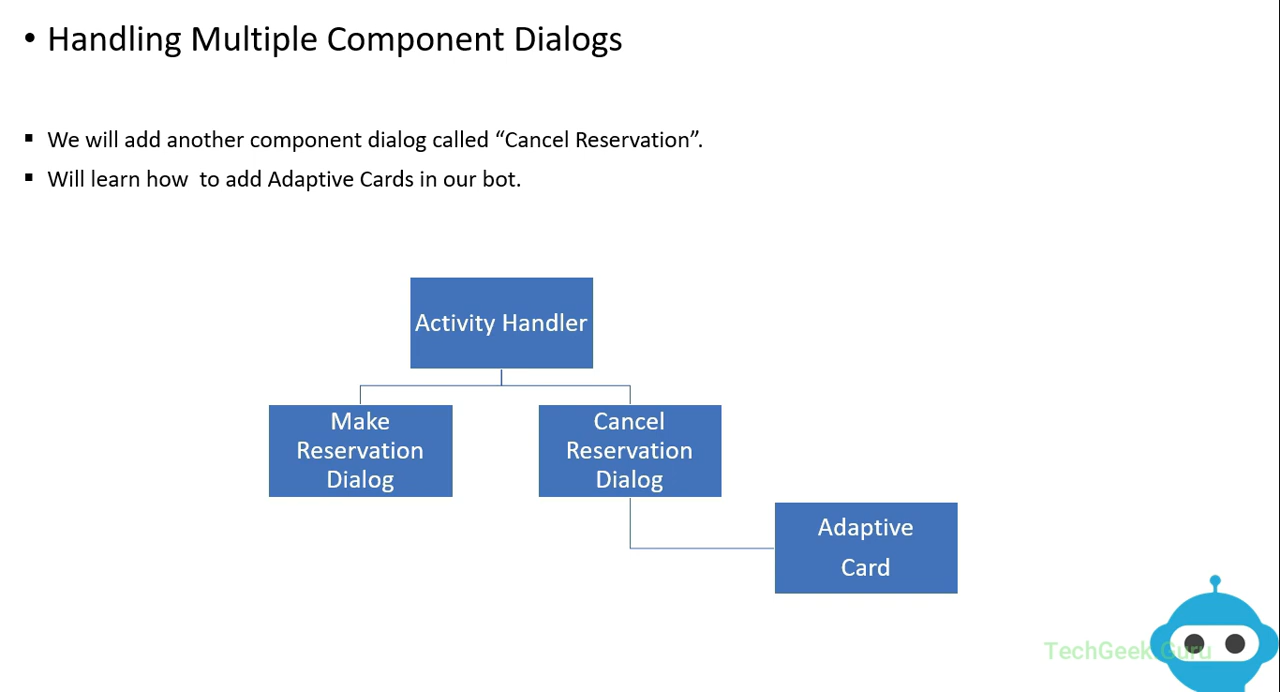 • Handling Multiple Component Dialogs
▪ We will add another component dialog called “Cancel Reservation”.
▪ Will learn how  to add Adaptive Cards in our bot.
Activity Handler
Make
Reservation
Dialog
Cancel
Reservation
Dialog
Adaptive
Card
TechGeek Guru